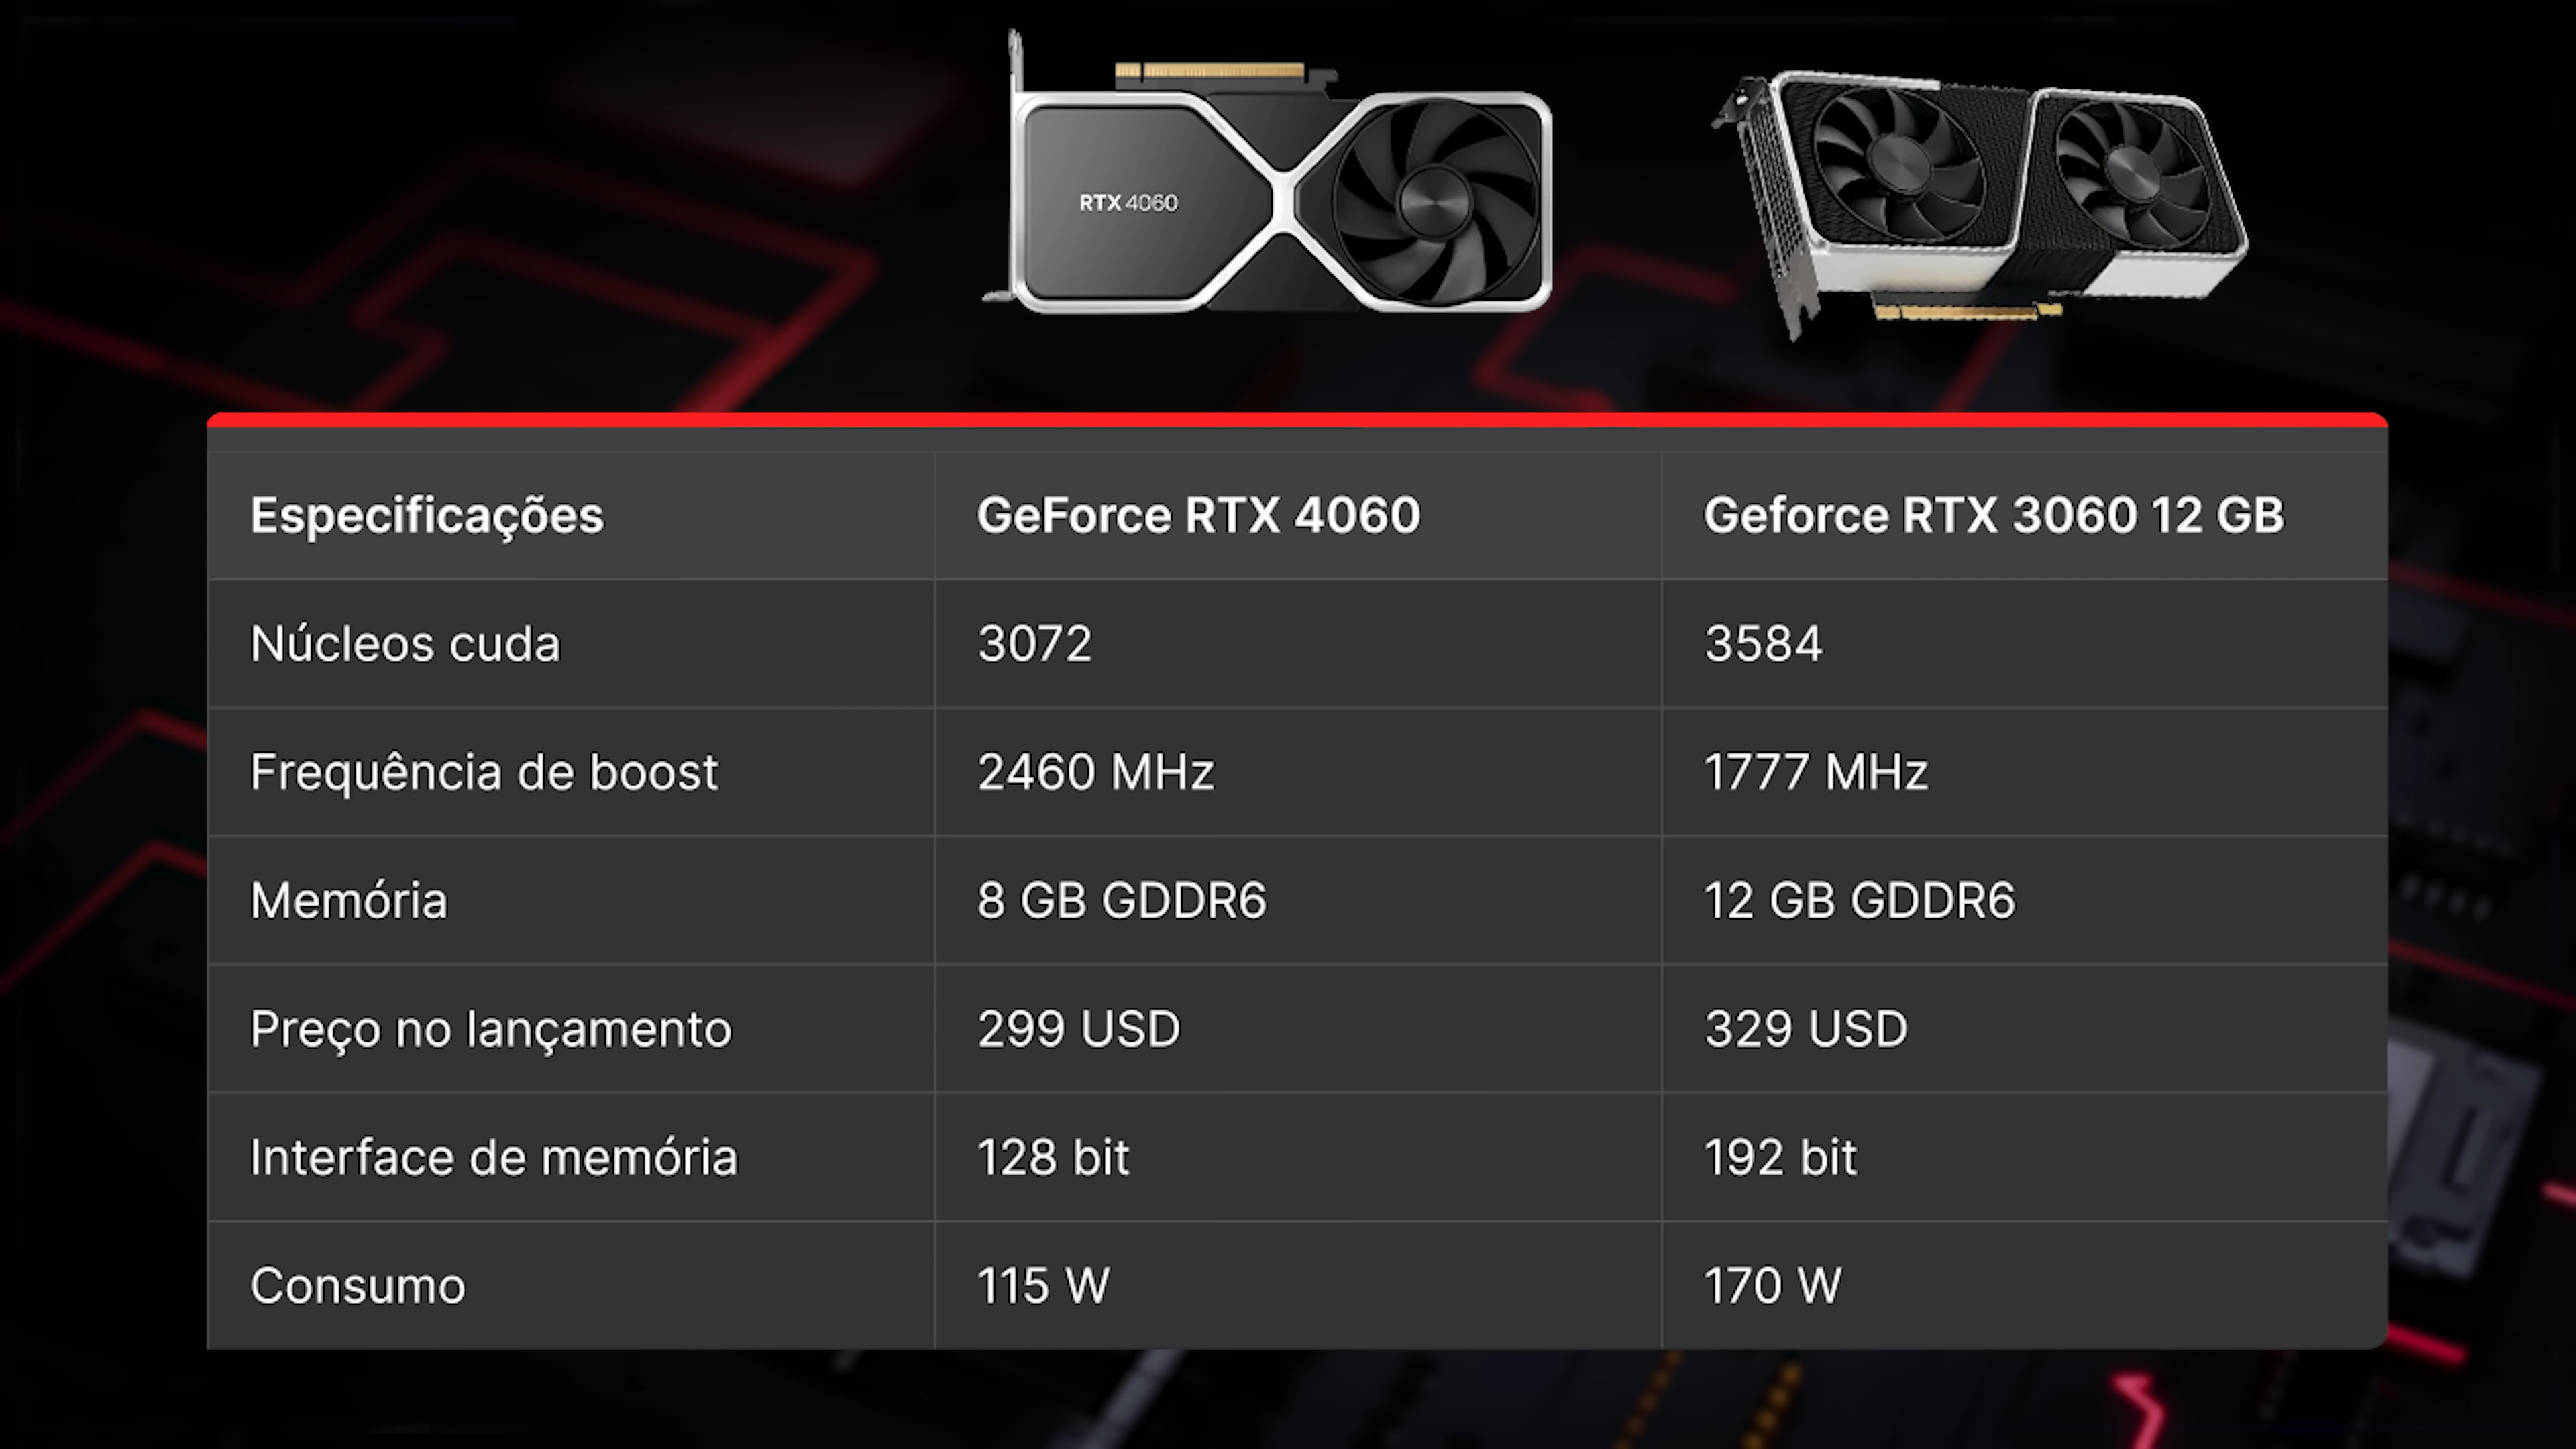 RTX 4060
Especificações GeForce RTX 4060 Geforce RTX 3060 12 GB
Núcleos cuda 3072 3584
Frequência de boost 2460 MHz 1777 MHz
Memória 8 GB GDDR6 12 GB GDDR6
Preço no lançamento 299 USD 329 USD
Interface de memória 128 bit 192 bit
Consumo 115 W 170 W